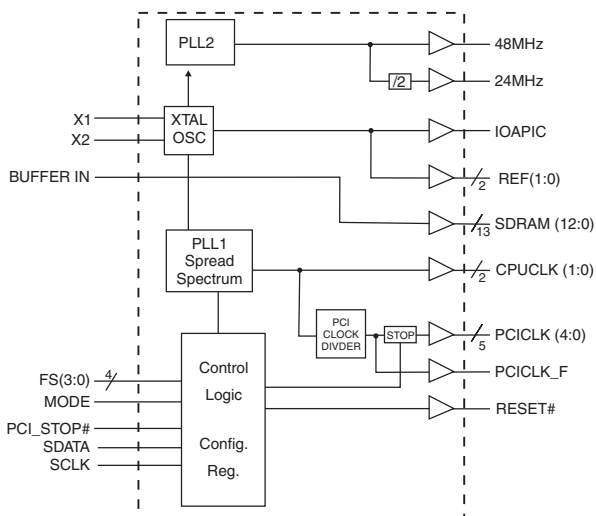 PLL2
48MHz
/2
24MHz
X1
X2
XTAL
OSC
IOAPIC
BUFFER IN
REF(1:0)
2
SDRAM (12:0)
13
PLL1
Spread
Spectrum
CPUCLK (1:0)
2
PCI
CLOCK
DIVDER
STOP
PCICLK (4:0)
5
PCICLK_F
Control
Logic
Config.
Reg.
FS(3:0)
4
MODE
RESET#
PCI_STOP#
SDATA
SCLK